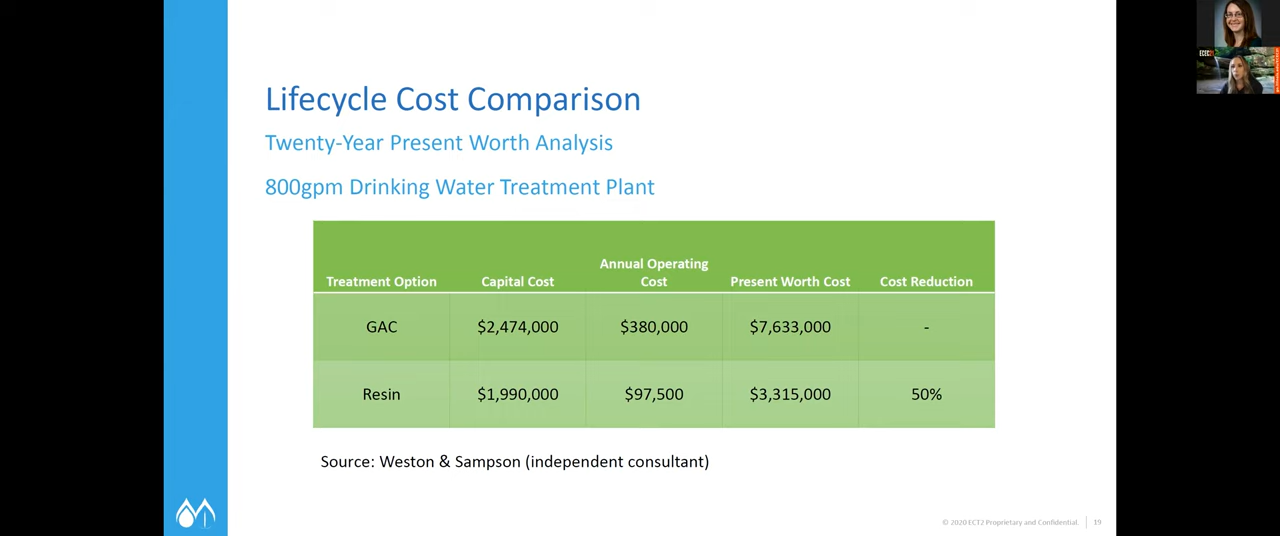 Lifecycle Cost Comparison
Twenty-Year Present Worth Analysis
800gpm Drinking Water Treatment Plant
Treatment Option Capital Cost Annual Operating Cost Present Worth Cost Cost Reduction
GAC $2,474,000 $380,000 $7,633,000 -
Resin $1,990,000 $97,500 $3,315,000 50%
Source: Weston & Sampson (independent consultant)
© 2020 ECT2 Proprietary and Confidential. 19